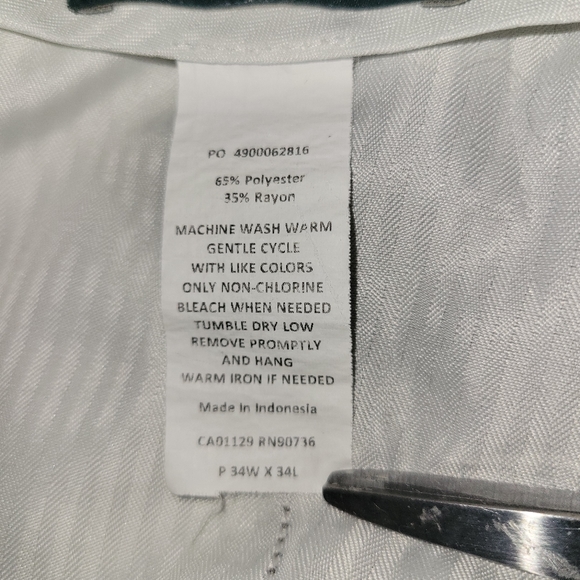 PO 4900062816
65% Polyester
35% Rayon
MACHINE WASH WARM
GENTLE CYCLE
WITH LIKE COLORS
ONLY NON-CHLORINE
BLEACH WHEN NEEDED
TUMBLE DRY LOW
REMOVE PROMPTLY
AND HANG
WARM IRON IF NEEDED
Made In Indonesia
CA01129 RN90736
P 34W X 34L